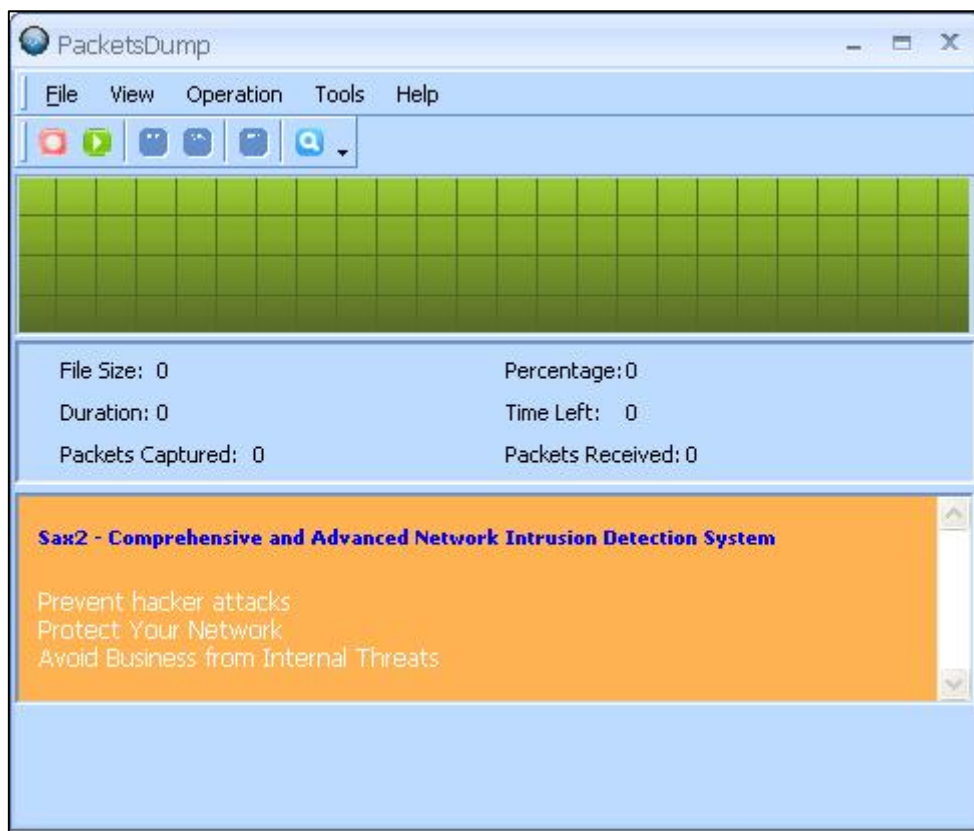 PacketsDump
File View Operation Tools Help
File Size: 0 Percentage: 0
Duration: 0 Time Left: 0
Packets Captured: 0 Packets Received: 0
Sax2 - Comprehensive and Advanced Network Intrusion Detection System
Prevent hacker attacks
Protect Your Network
Avoid Business from Internal Threats